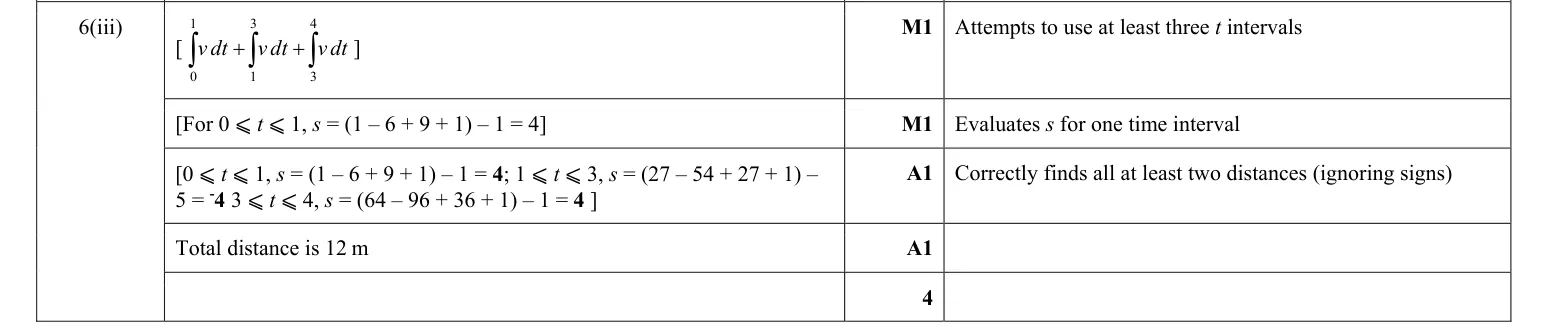 6(iii)
[ ∫₀¹ v dt + ∫₁³ v dt + ∫₃⁴ v dt ]
M1
Attempts to use at least three t intervals
[For 0 ⩽ t ⩽ 1, s = (1 – 6 + 9 + 1) – 1 = 4]
M1
Evaluates s for one time interval
[0 ⩽ t ⩽ 1, s = (1 – 6 + 9 + 1) – 1 = 4; 1 ⩽ t ⩽ 3, s = (27 – 54 + 27 + 1) –
5 = ⁻4 3 ⩽ t ⩽ 4, s = (64 – 96 + 36 + 1) – 1 = 4 ]
A1
Correctly finds all at least two distances (ignoring signs)
Total distance is 12 m
A1
4